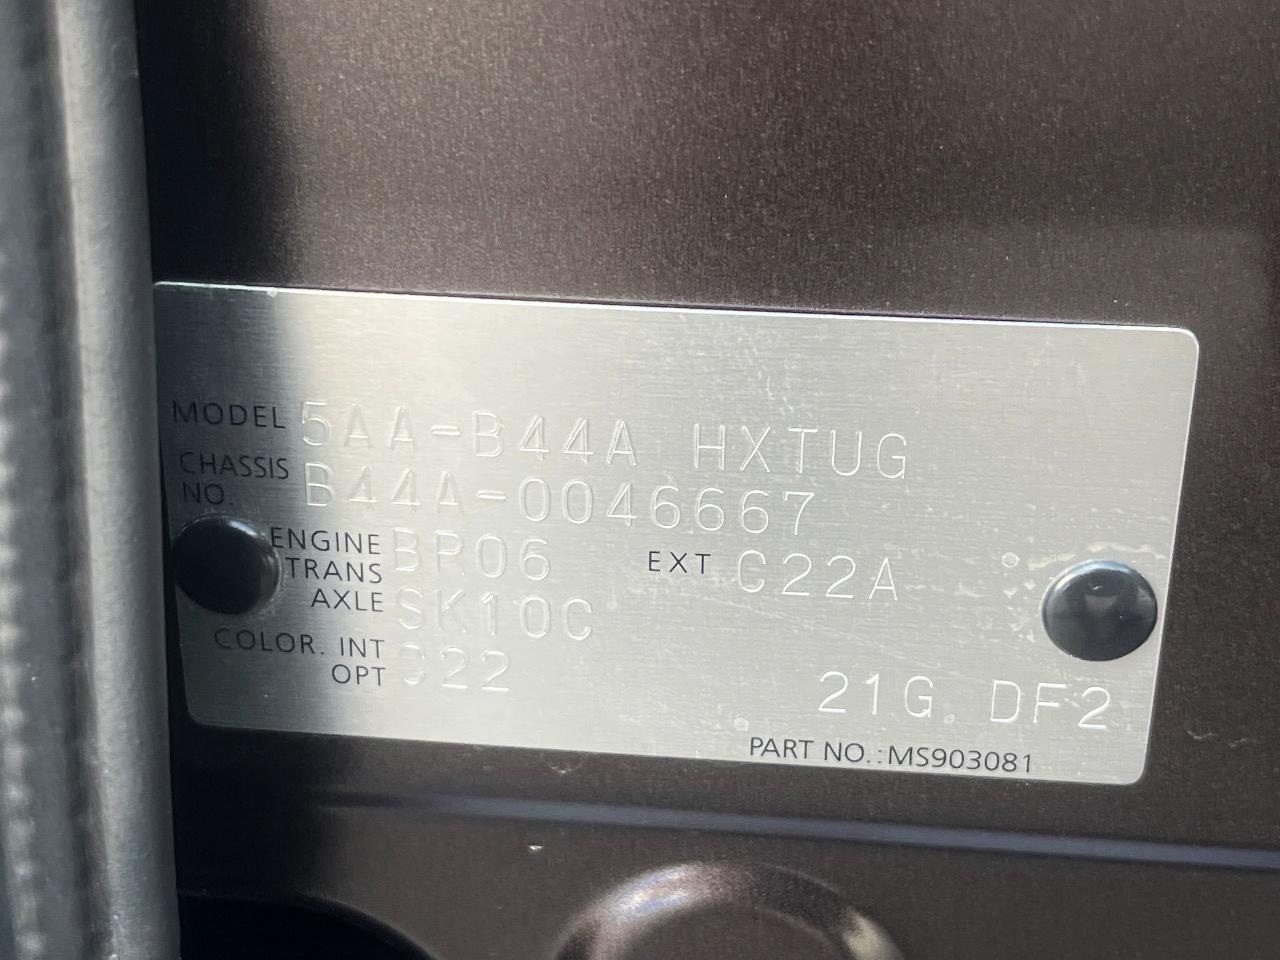 MODEL 5AA-B44A HXTUG
CHASSIS NO. B44A-0046667
ENGINE BR06 EXT C22A
TRANS
AXLE SK10C
COLOR. INT C22
OPT
21G. DF2
PART NO.:MS903081